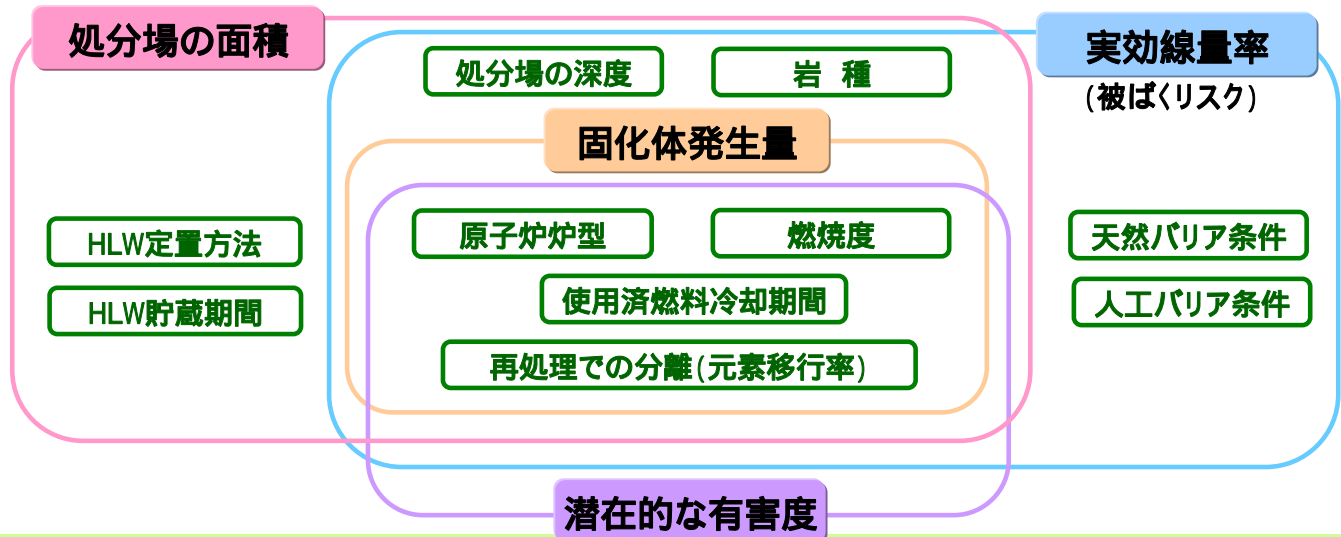 処分場の面積
実効線量率
(被ばくリスク)
処分場の深度
岩 種
固化体発生量
原子炉炉型
燃焼度
HLW定置方法
天然バリア条件
使用済燃料冷却期間
HLW貯蔵期間
人工バリア条件
再処理での分離(元素移行率)
潜在的な有害度